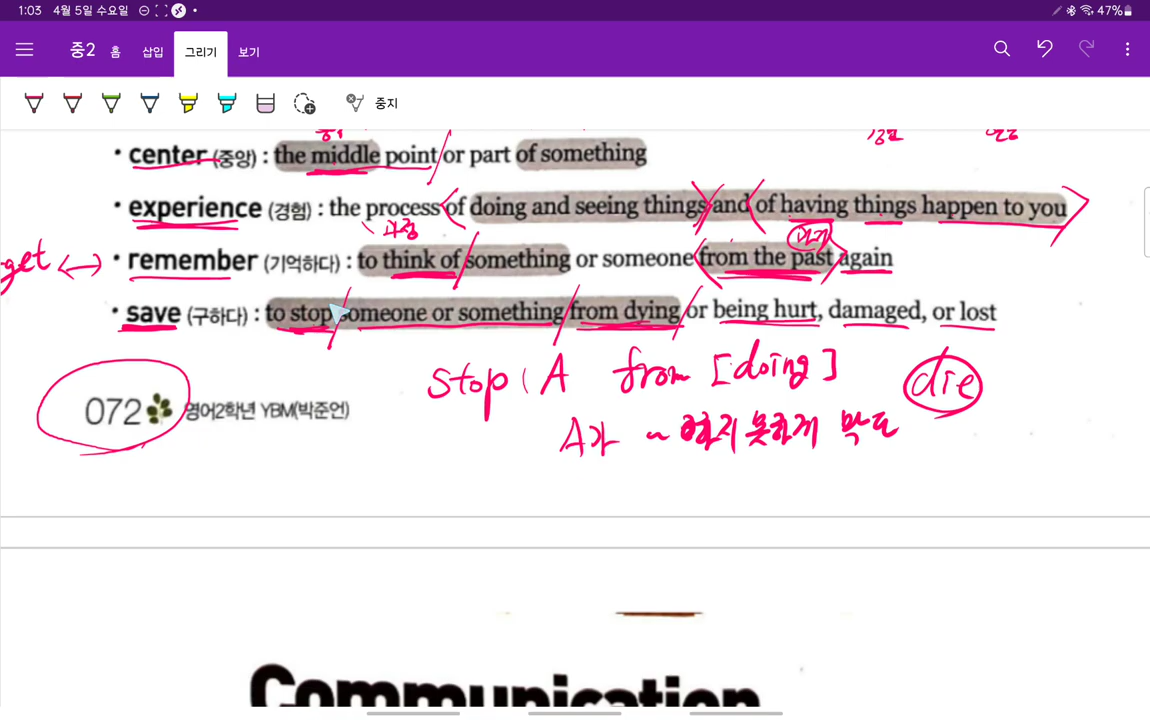 1:03 4월 5일 수요일 47%
중2 홈 삽입 그리기 보기
중지
• center (중앙) : the middle point or part of something
• experience (경험) : the process of doing and seeing things and of having things happen to you
과정 과거
get ↔ • remember (기억하다) : to think of something or someone from the past again
• save (구하다) : to stop someone or something from dying or being hurt, damaged, or lost
stop A from [doing] die
072 영어2학년 YBM(박준언)
A가 ~ 하지 못하게 막다
Communication